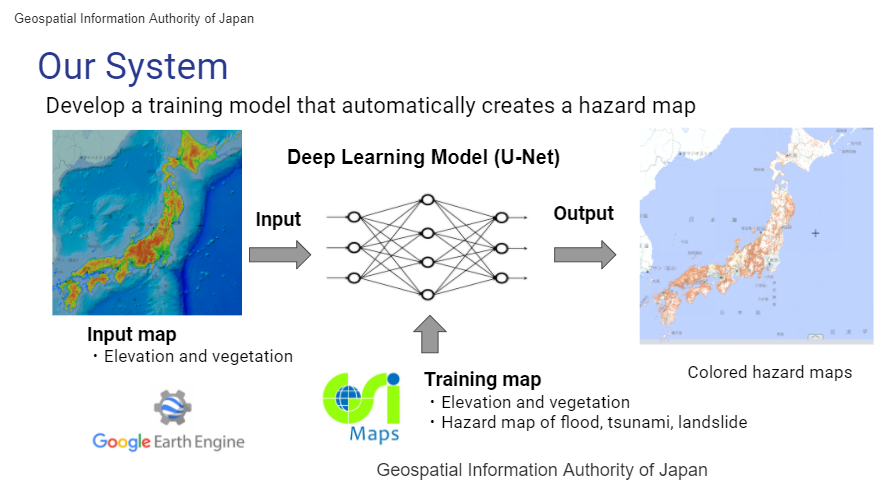 Geospatial Information Authority of Japan
Our System
Develop a training model that automatically creates a hazard map
Deep Learning Model (U-Net)
Input
Output
Input map
・Elevation and vegetation
Google Earth Engine
GSI
Maps
Training map
・Elevation and vegetation
・Hazard map of flood, tsunami, landslide
Colored hazard maps
Geospatial Information Authority of Japan